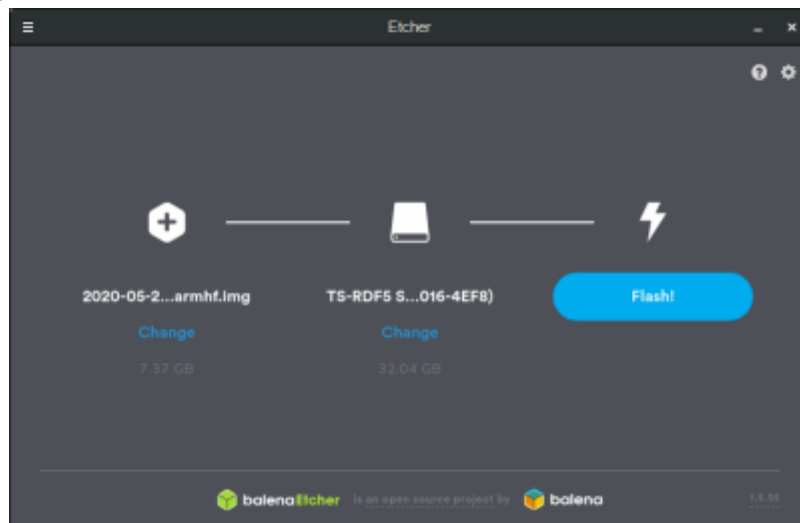 Etcher
2020-05-2...armhf.img
TS-RDF5 S...016-4EF8)
Flash!
Change
Change
7.37 GB
32.04 GB
balenaEtcher is an open source project by balena